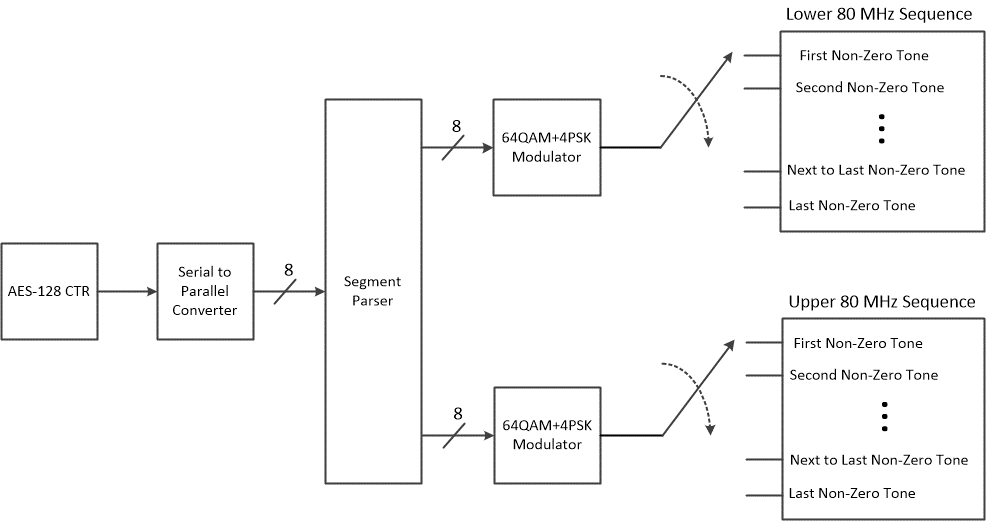 Lower 80 MHz Sequence
First Non-Zero Tone
Second Non-Zero Tone
Next to Last Non-Zero Tone
Last Non-Zero Tone
8
64QAM+4PSK
Modulator
AES-128 CTR
Serial to
Parallel
Converter
8
Segment
Parser
Upper 80 MHz Sequence
First Non-Zero Tone
Second Non-Zero Tone
Next to Last Non-Zero Tone
Last Non-Zero Tone
8
64QAM+4PSK
Modulator